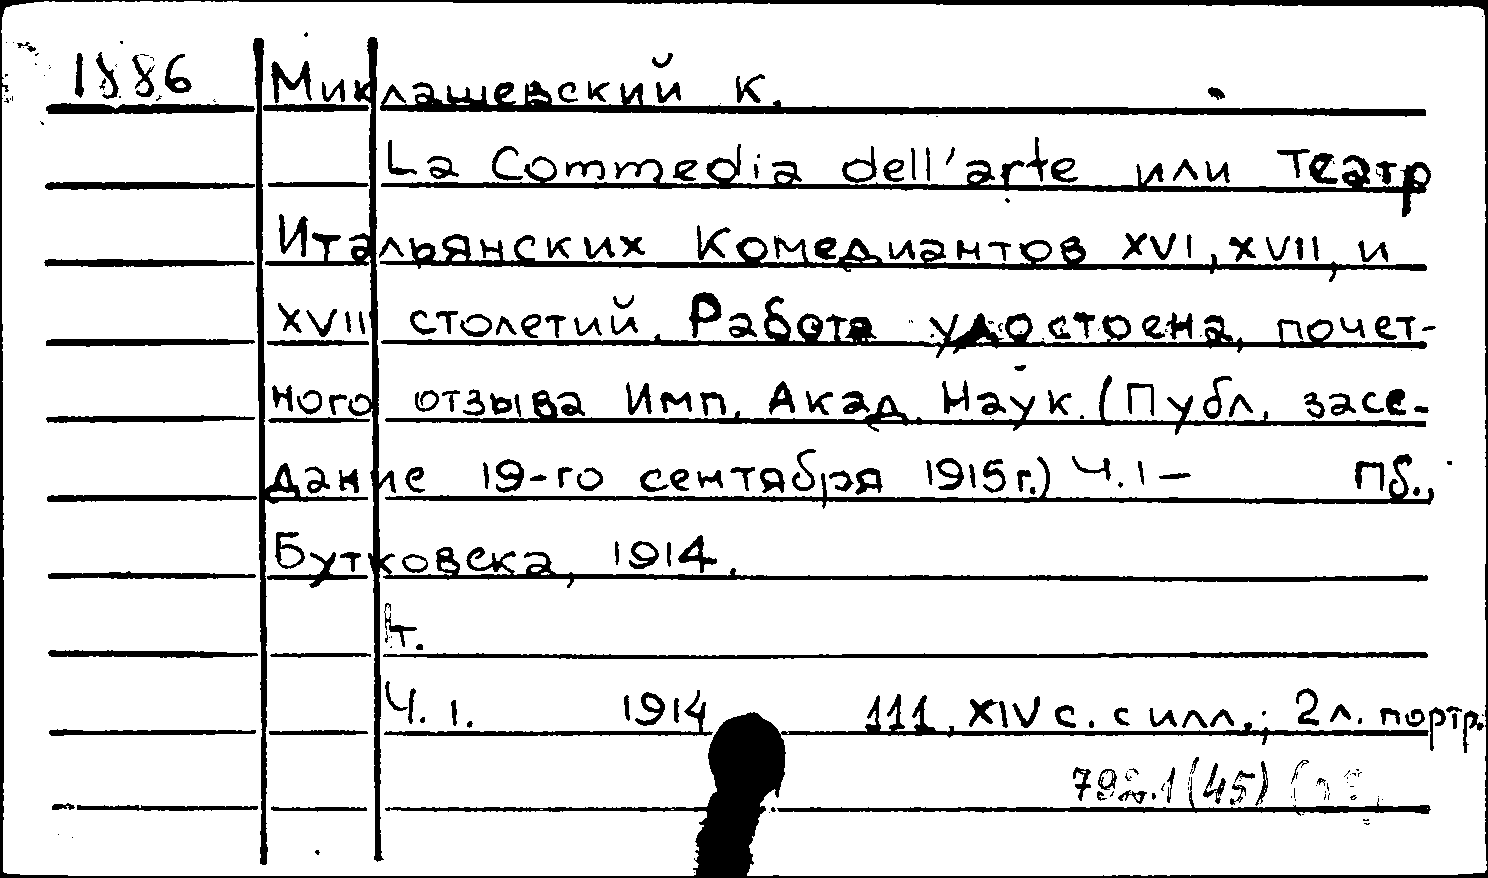 1886 Миклашевский К.
La Commedia dell'arte или Театр
Итальянских Комедиантов XVI, XVII, и
XVIII столетий. Работа удостоена, почет-
ного отзыва Имп. Акад. Наук. (Публ. засе-
дание 19-го сентября 1915г.) Ч.I – Пб.,
Бутковска, 1914.
т.
Ч. I. 1914 111, XIV с. с илл.; 2 л. портр.
792.1(45)